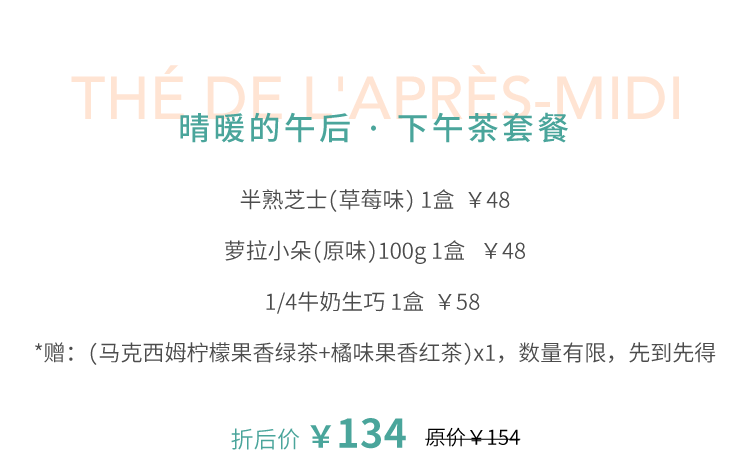 THÉ DE L'APRÈS-MIDI
晴暖的午后 · 下午茶套餐
半熟芝士(草莓味) 1盒 ￥48
萝拉小朵(原味)100g 1盒 ￥48
1/4牛奶生巧 1盒 ￥58
*赠：(马克西姆柠檬果香绿茶+橘味果香红茶)x1，数量有限，先到先得
折后价 ￥134 原价￥154